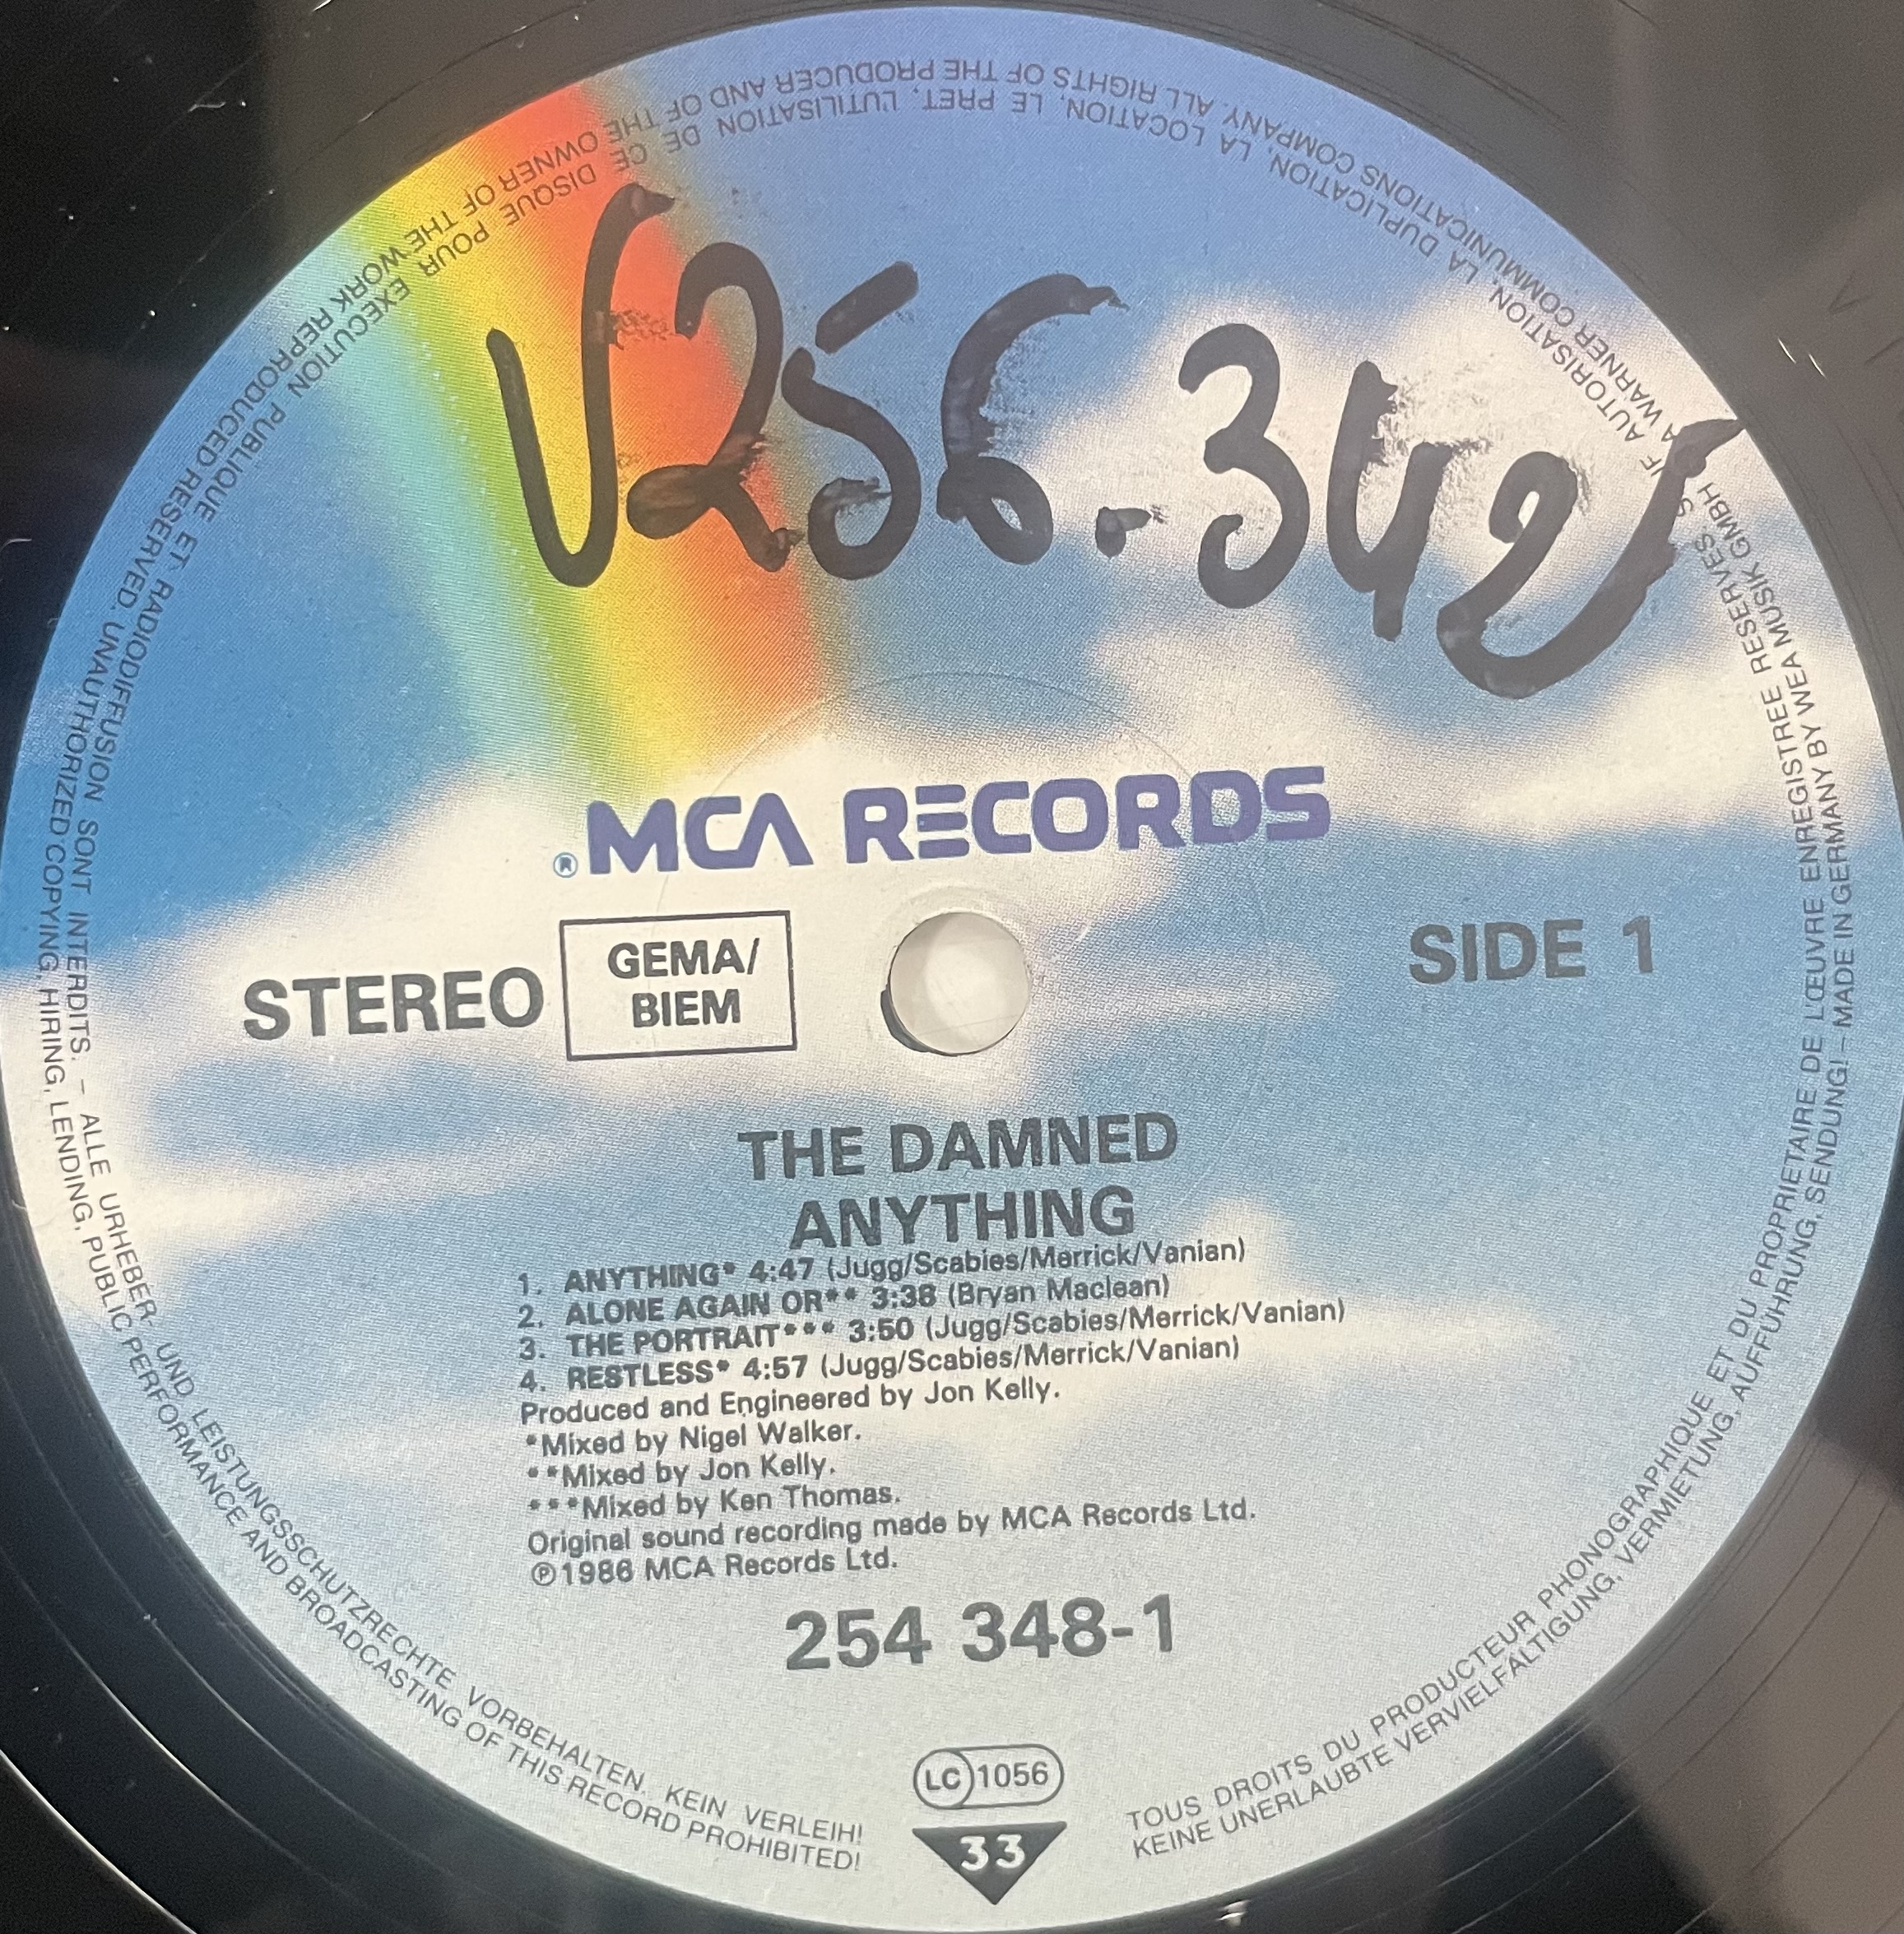 V256.342
® MCA RECORDS
STEREO
GEMA/
BIEM
SIDE 1
THE DAMNED
ANYTHING
1. ANYTHING* 4:47 (Jugg/Scabies/Merrick/Vanian)
2. ALONE AGAIN OR** 3:38 (Bryan Maclean)
3. THE PORTRAIT*** 3:50 (Jugg/Scabies/Merrick/Vanian)
4. RESTLESS* 4:57 (Jugg/Scabies/Merrick/Vanian)
Produced and Engineered by Jon Kelly.
*Mixed by Nigel Walker.
**Mixed by Jon Kelly.
***Mixed by Ken Thomas.
Original sound recording made by MCA Records Ltd.
℗1986 MCA Records Ltd.
254 348-1
LC 1056
33
TOUS DROITS DU PRODUCTEUR PHONOGRAPHIQUE ET DU PROPRIETAIRE DE L'ŒUVRE ENREGISTREE RESERVES. AUTORISATION, LA DUPLICATION, LA LOCATION, LE PRET, L'UTILISATION DE CE DISQUE POUR EXECUTION PUBLIQUE ET RADIODIFFUSION SONT INTERDITS. – ALLE URHEBER- UND LEISTUNGSSCHUTZRECHTE VORBEHALTEN. KEIN VERLEIH!
KEINE UNERLAUBTE VERVIELFÄLTIGUNG, VERMIETUNG, AUFFÜHRUNG, SENDUNG! – MADE IN GERMANY BY WEA MUSIK GMBH A WARNER COMMUNICATIONS COMPANY. ALL RIGHTS OF THE PRODUCER AND OF THE OWNER OF THE WORK REPRODUCED RESERVED. UNAUTHORIZED COPYING, HIRING, LENDING, PUBLIC PERFORMANCE AND BROADCASTING OF THIS RECORD PROHIBITED!